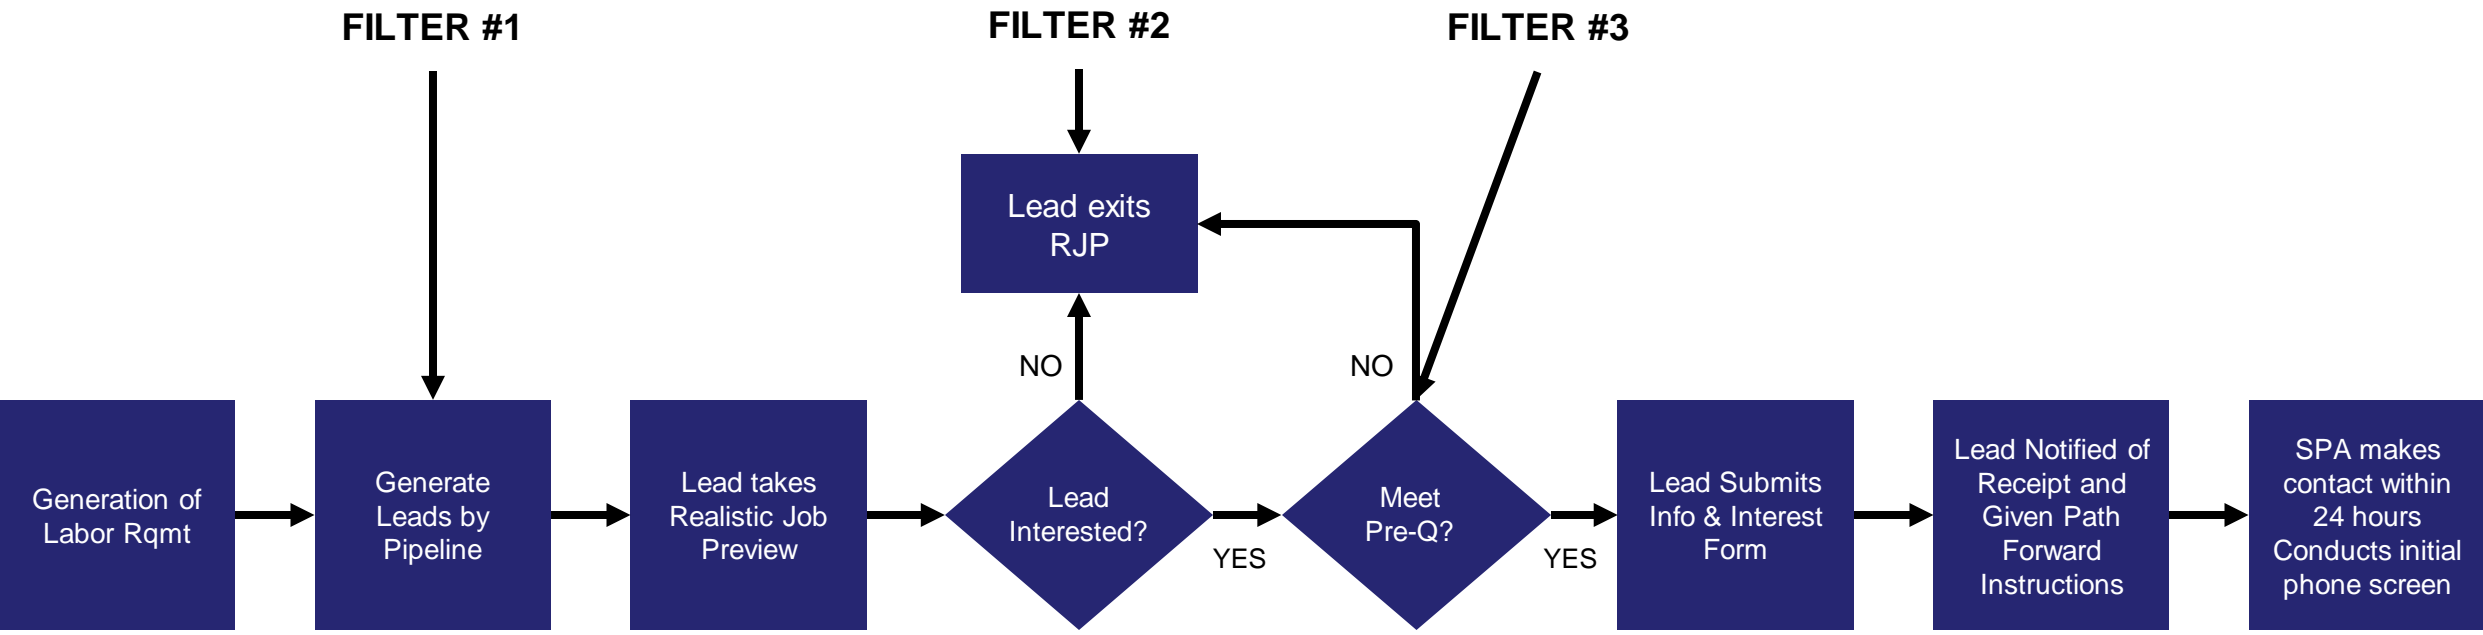 FILTER #1
FILTER #2
FILTER #3
Lead exits
RJP
NO
NO
Generation of
Labor Rqmt
Generate
Leads by
Pipeline
Lead takes
Realistic Job
Preview
Lead
Interested?
YES
Meet
Pre-Q?
YES
Lead Submits
Info & Interest
Form
Lead Notified of
Receipt and
Given Path
Forward
Instructions
SPA makes
contact within
24 hours
Conducts initial
phone screen